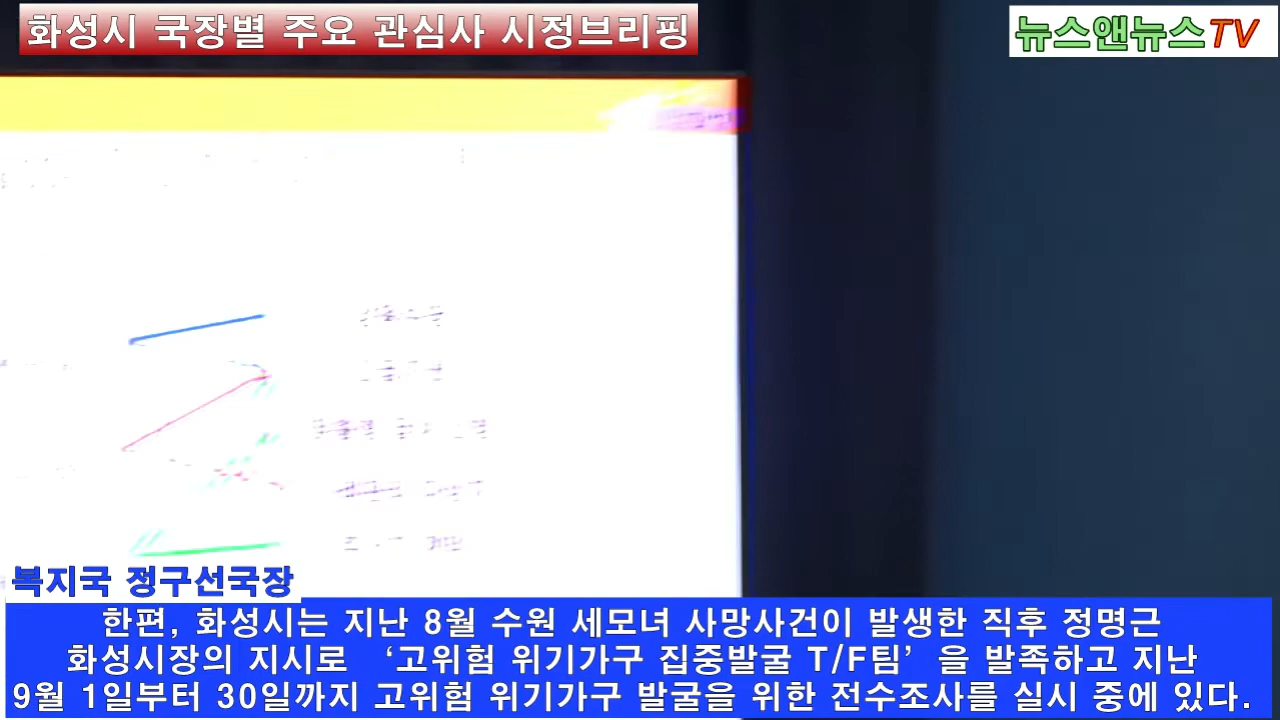 화성시 국장별 주요 관심사 시정브리핑
뉴스앤뉴스TV
복지국 정구선국장
한편, 화성시는 지난 8월 수원 세모녀 사망사건이 발생한 직후 정명근
화성시장의 지시로 ‘고위험 위기가구 집중발굴 T/F팀’을 발족하고 지난
9월 1일부터 30일까지 고위험 위기가구 발굴을 위한 전수조사를 실시 중에 있다.